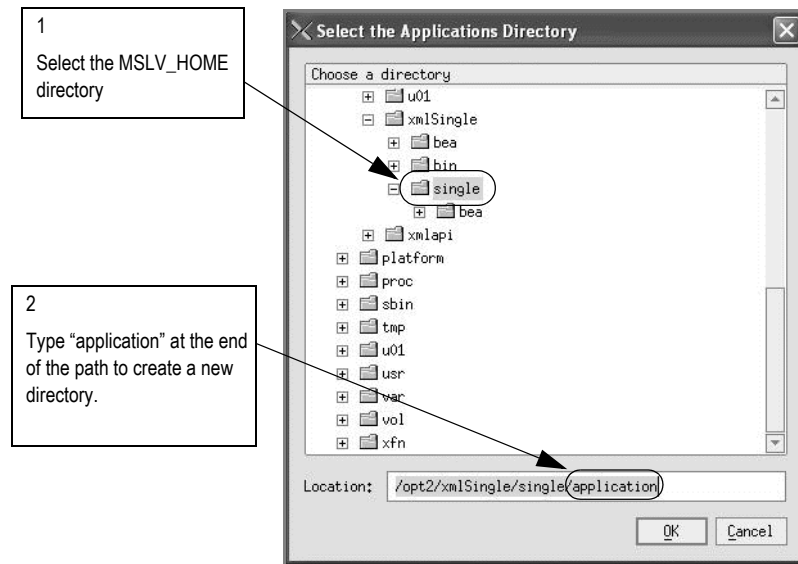 1
Select the MSLV_HOME
directory
2
Type “application” at the end
of the path to create a new
directory.
Select the Applications Directory
Choose a directory
u01
xmlSingle
bea
bin
single
bea
xmlapi
platform
proc
sbin
tmp
u01
usr
var
vol
xfn
Location: /opt2/xmlSingle/single/application
OK Cancel